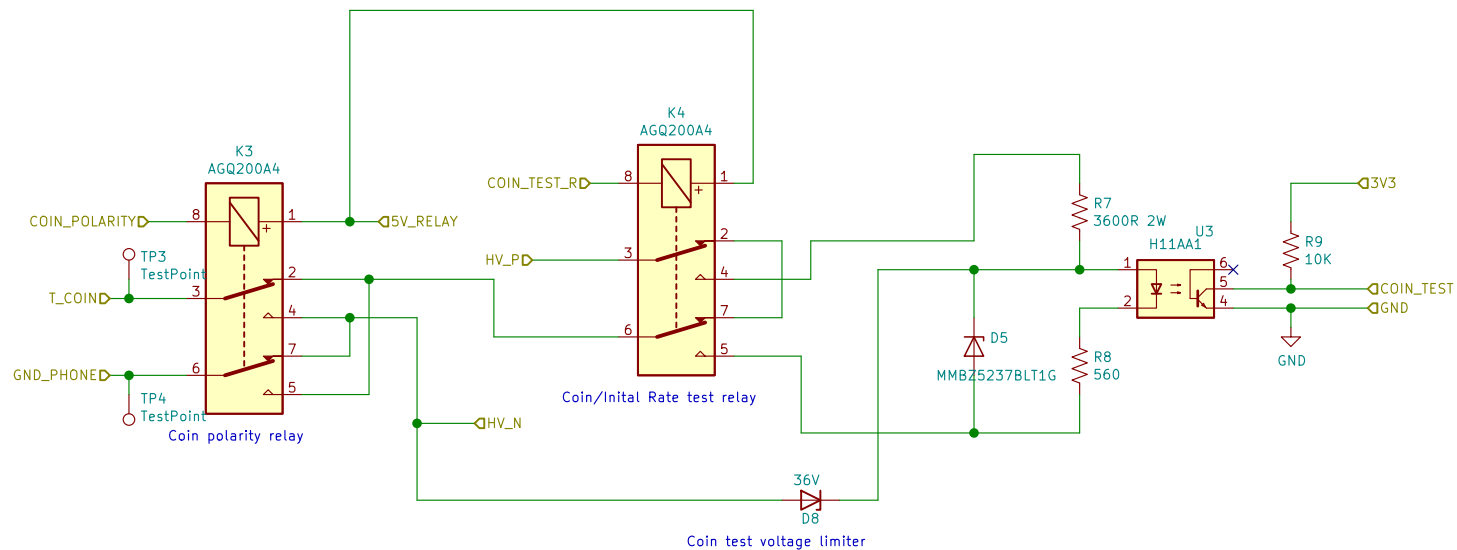 K4
AGQ200A4
K3
AGQ200A4
COIN_TEST_R
8
1
3V3
R7
3600R 2W
COIN_POLARITY
8
1
5V_RELAY
U3
H11AA1
R9
10K
2
HV_P
3
TP3
TestPoint
1
6
2
4
5
COIN_TEST
T_COIN
3
2
4
GND
4
7
6
D5
GND
7
5
R8
560
GND_PHONE
6
MMBZ5237BLT1G
5
TP4
TestPoint
Coin/Inital Rate test relay
Coin polarity relay
HV_N
36V
D8
Coin test voltage limiter